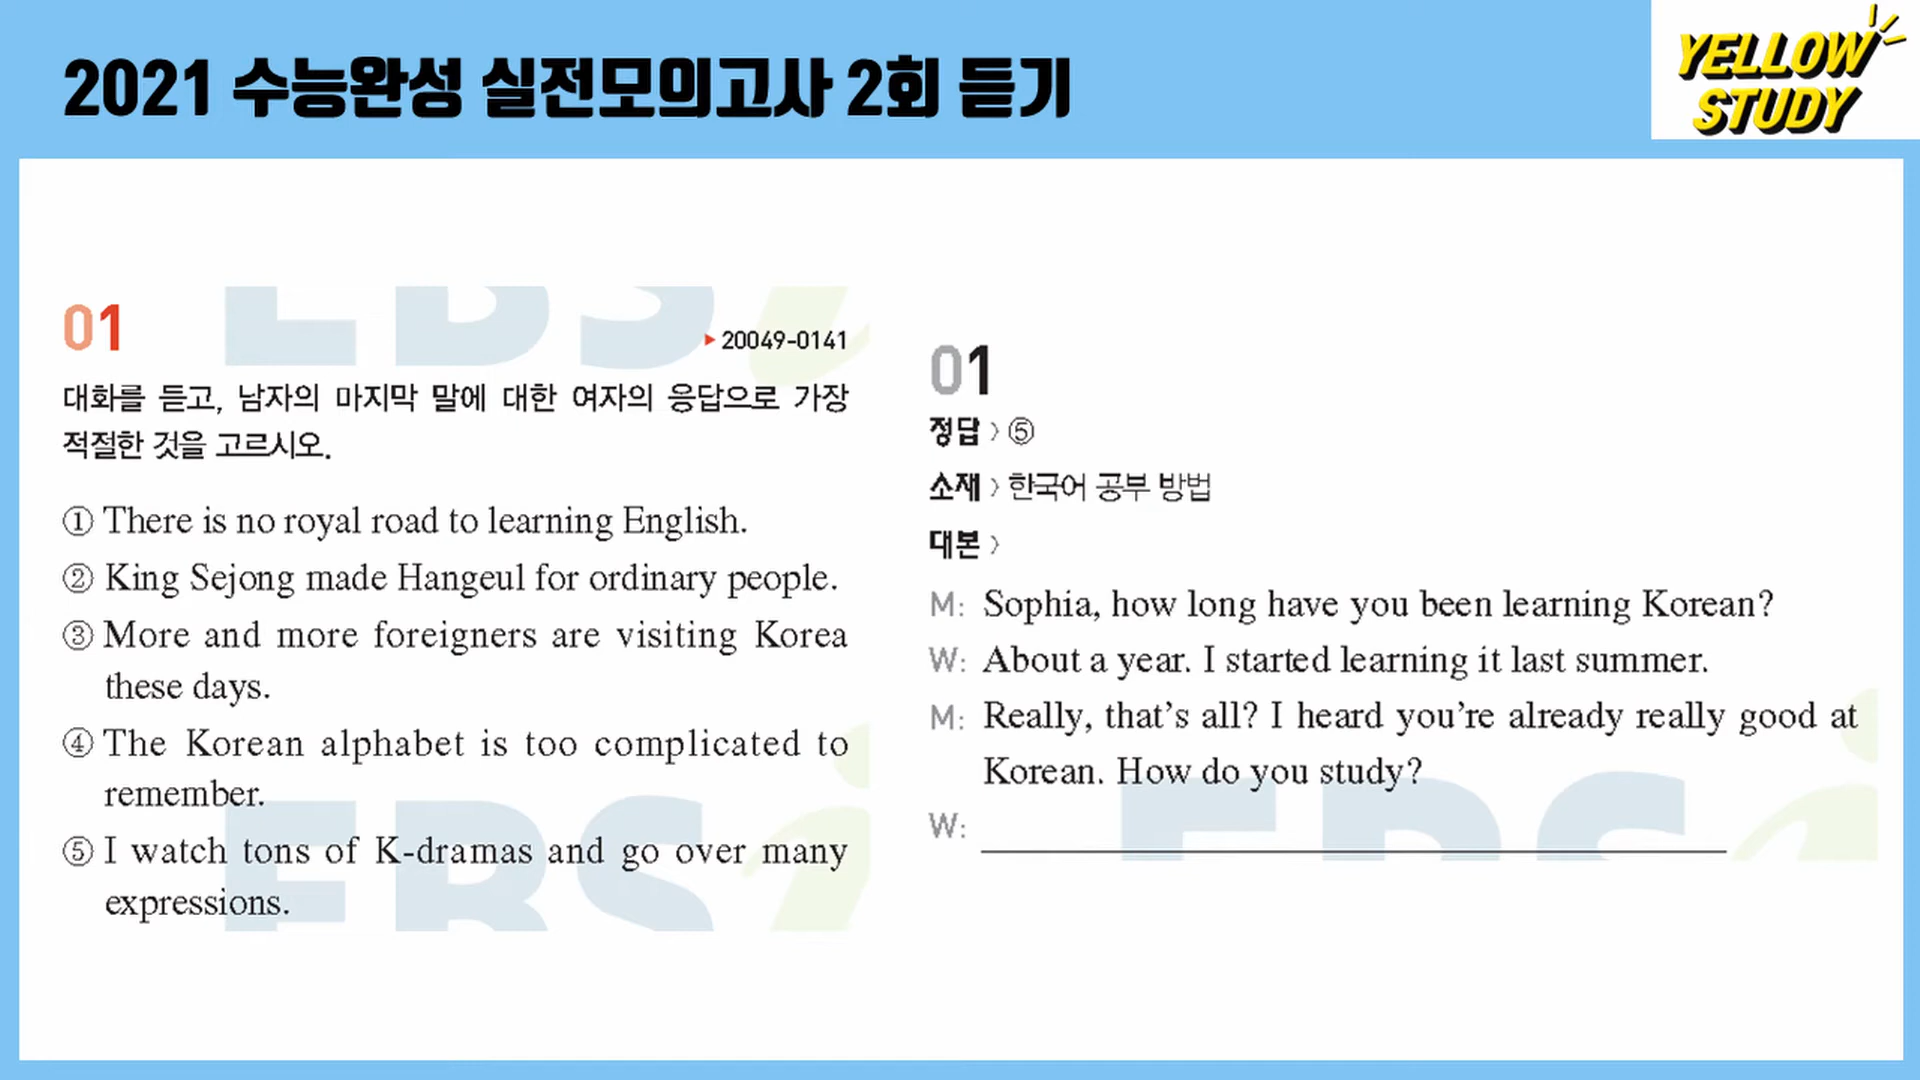 2021 수능완성 실전모의고사 2회 듣기
YELLOW
STUDY
01
▶ 20049-0141
대화를 듣고, 남자의 마지막 말에 대한 여자의 응답으로 가장
적절한 것을 고르시오.
① There is no royal road to learning English.
② King Sejong made Hangeul for ordinary people.
③ More and more foreigners are visiting Korea
these days.
④ The Korean alphabet is too complicated to
remember.
⑤ I watch tons of K-dramas and go over many
expressions.
01
정답 〉 ⑤
소재 〉 한국어 공부 방법
대본 〉
M: Sophia, how long have you been learning Korean?
W: About a year. I started learning it last summer.
M: Really, that's all? I heard you're already really good at
Korean. How do you study?
W:
EBSi
EBSi
EBSi